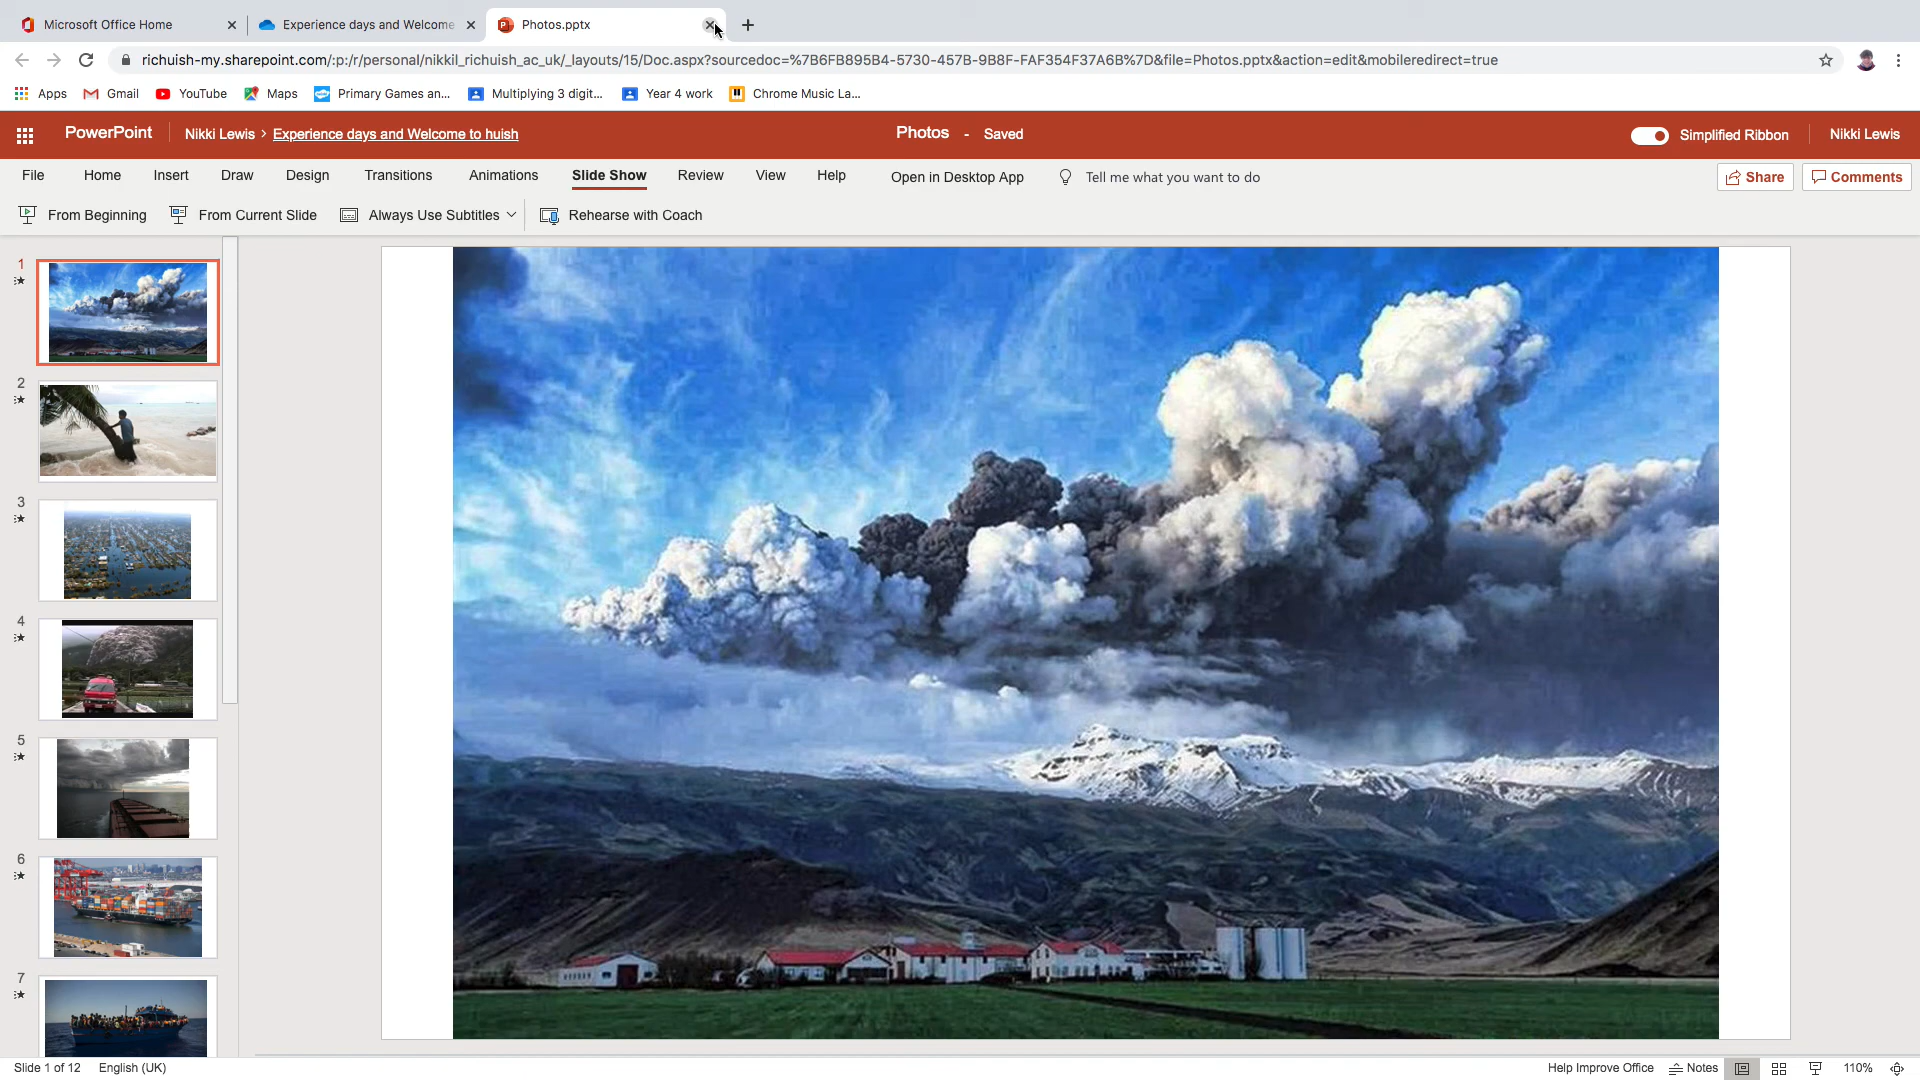 Microsoft Office Home
Experience days and Welcome
Photos.pptx
richuish-my.sharepoint.com/:p:/r/personal/nikkil_richuish_ac_uk/_layouts/15/Doc.aspx?sourcedoc=%7B6FB895B4-5730-457B-9B8F-FAF354F37A6B%7D&file=Photos.pptx&action=edit&mobileredirect=true
Apps Gmail YouTube Maps Primary Games an... Multiplying 3 digit... Year 4 work Chrome Music La...
PowerPoint Nikki Lewis > Experience days and Welcome to huish Photos - Saved Simplified Ribbon Nikki Lewis
File Home Insert Draw Design Transitions Animations Slide Show Review View Help Open in Desktop App Tell me what you want to do Share Comments
From Beginning From Current Slide Always Use Subtitles Rehearse with Coach
1
2
3
4
5
6
7
Slide 1 of 12 English (UK) Help Improve Office Notes 110%